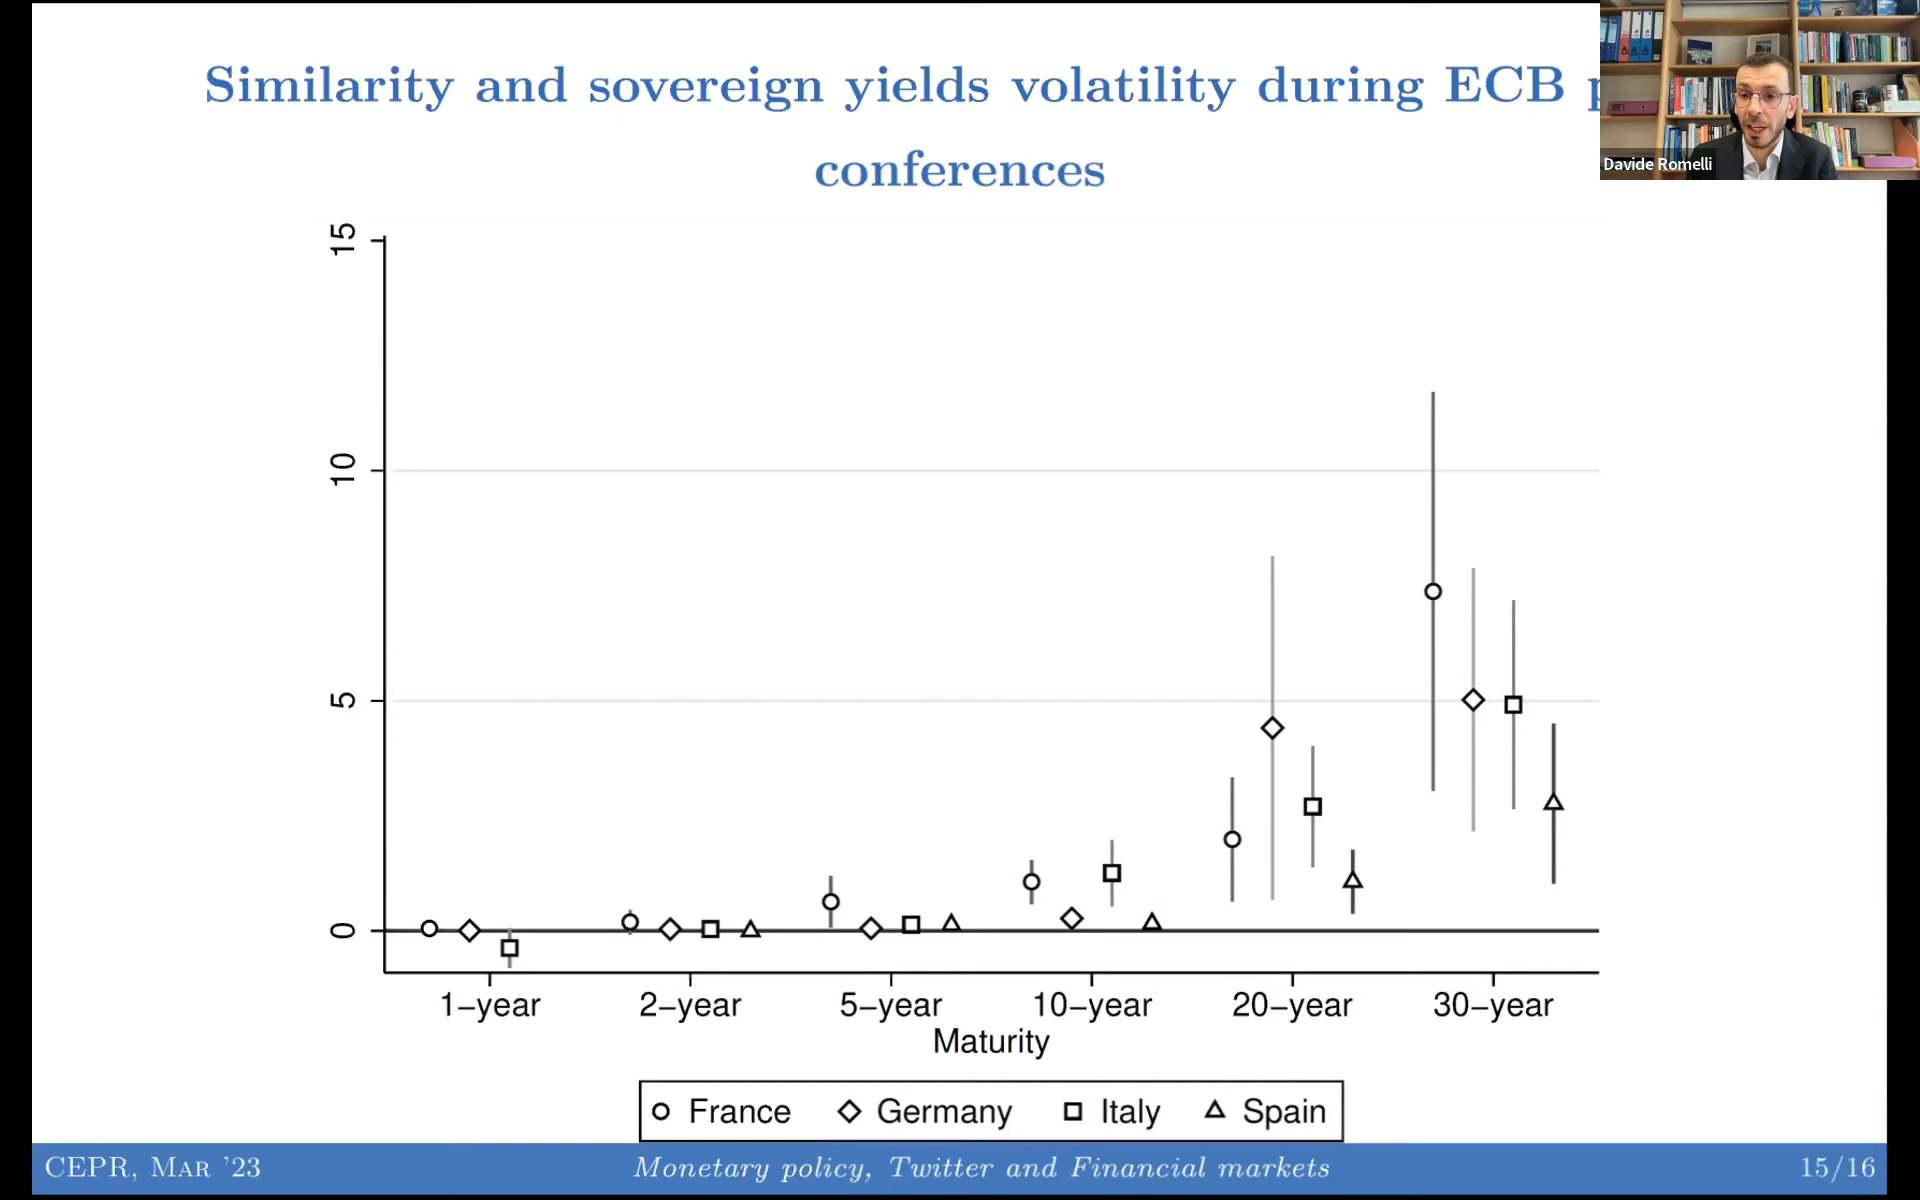 Similarity and sovereign yields volatility during ECB
conferences
Davide Romelli
15
10
5
0
1-year 2-year 5-year 10-year 20-year 30-year
Maturity
France Germany Italy Spain
CEPR, Mar '23 Monetary policy, Twitter and Financial markets 15/16